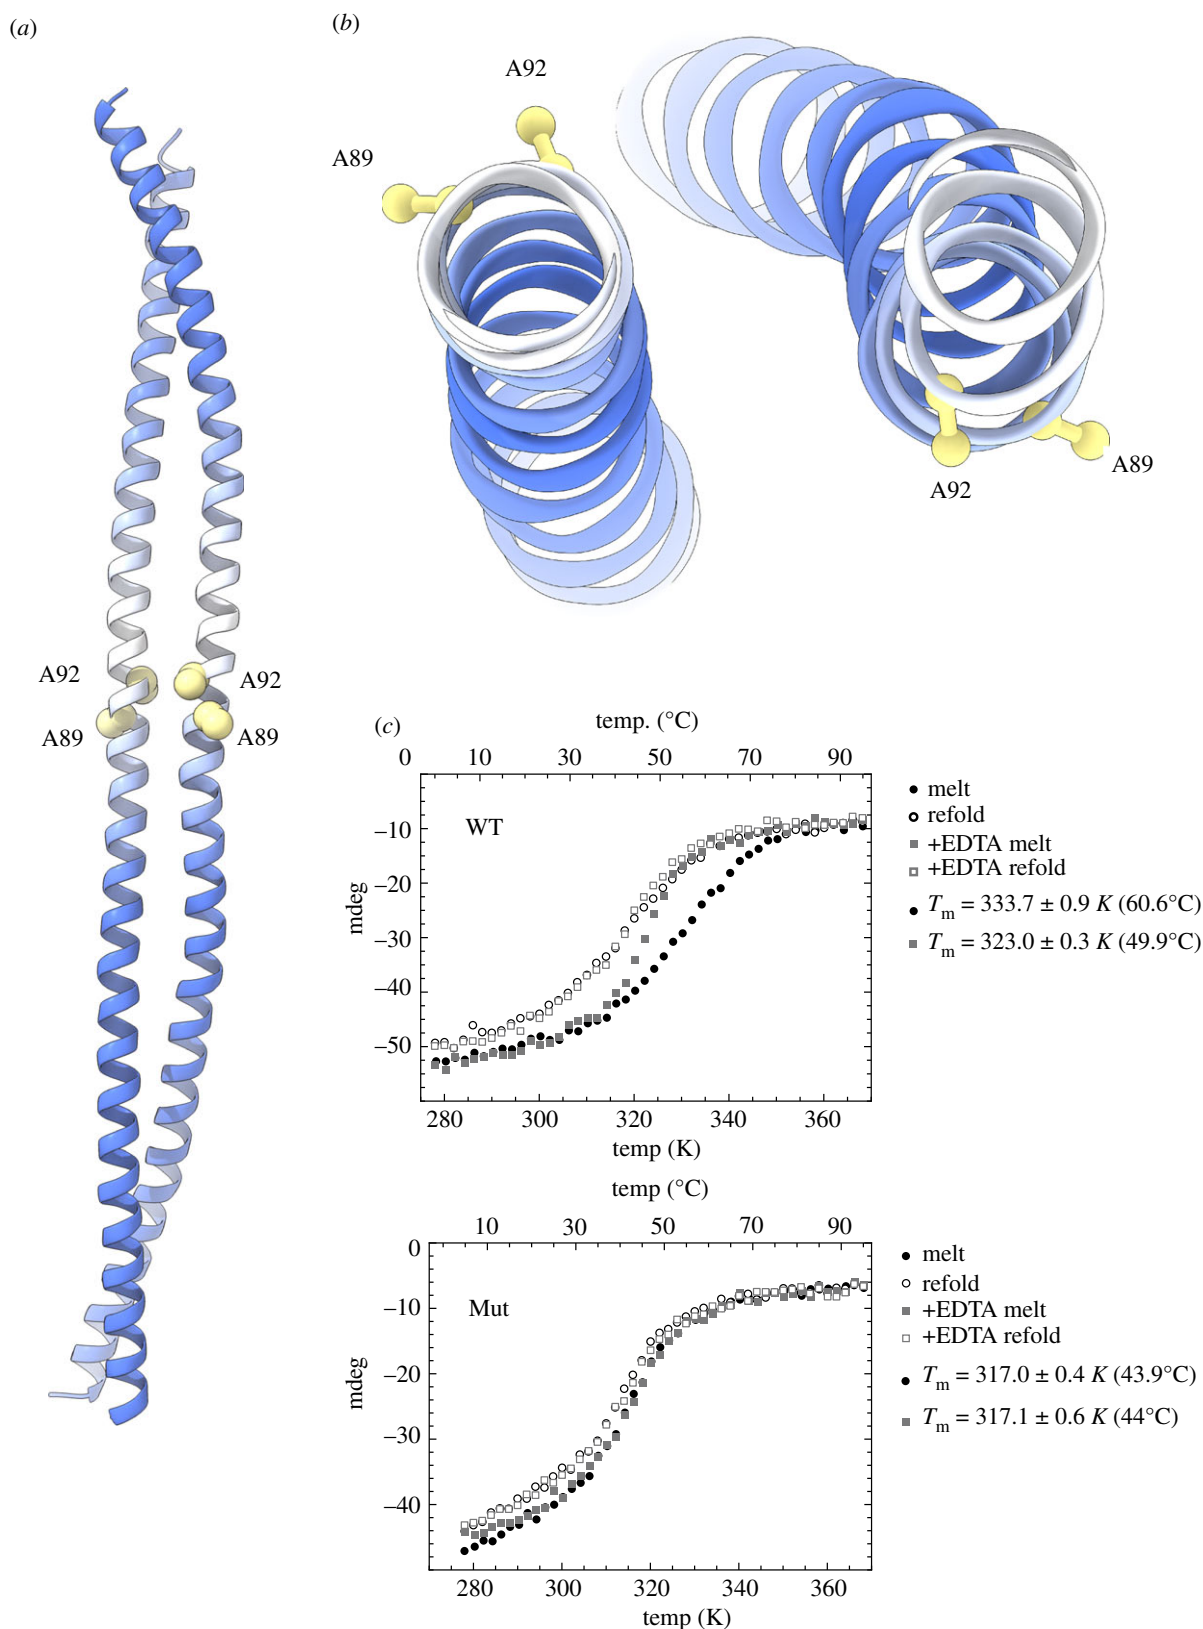 (a)
(b)
A92
A89
A92
A89
A92
A92
A89
A89
(c)
temp. (°C)
0 10 30 50 70 90
WT
mdeg
−10
−20
−30
−40
−50
280 300 320 340 360
temp (K)
melt
refold
+EDTA melt
+EDTA refold
Tm = 333.7 ± 0.9 K (60.6°C)
Tm = 323.0 ± 0.3 K (49.9°C)
temp (°C)
10 30 50 70 90
Mut
mdeg
0
−10
−20
−30
−40
280 300 320 340 360
temp (K)
melt
refold
+EDTA melt
+EDTA refold
Tm = 317.0 ± 0.4 K (43.9°C)
Tm = 317.1 ± 0.6 K (44°C)